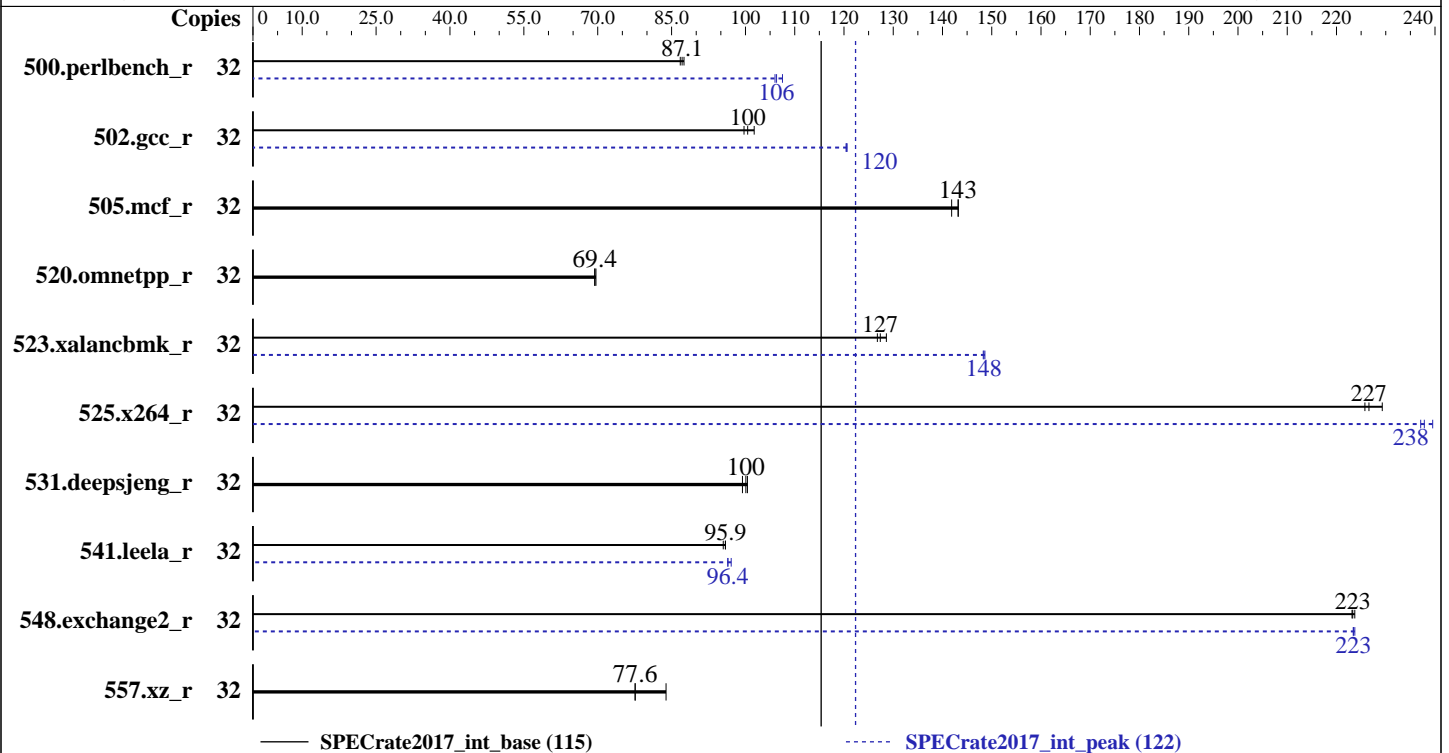 Copies 0 10.0 25.0 40.0 55.0 70.0 85.0 100 110 120 130 140 150 160 170 180 190 200 210 220 220 240
87.1
500.perlbench_r 32
106
100
502.gcc_r 32
120
143
505.mcf_r 32
69.4
520.omnetpp_r 32
127
523.xalancbmk_r 32
148
227
525.x264_r 32
238
100
531.deepsjeng_r 32
95.9
541.leela_r 32
96.4
223
548.exchange2_r 32
223
77.6
557.xz_r 32
SPECrate2017_int_base (115) SPECrate2017_int_peak (122)